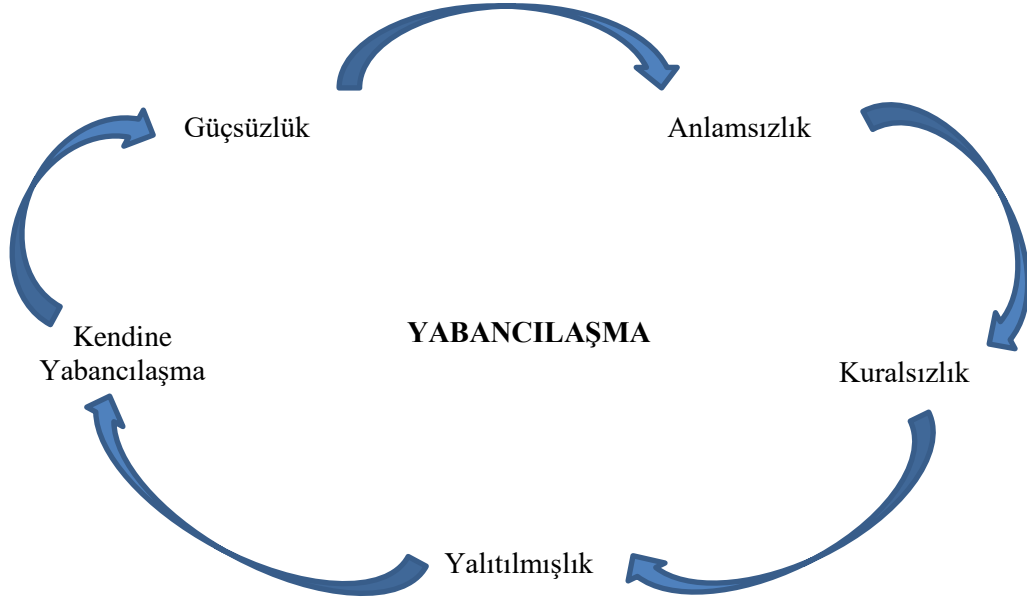 Güçsüzlük
Anlamsızlık
Kendine
Yabancılaşma
YABANCILAŞMA
Kuralsızlık
Yalıtılmışlık